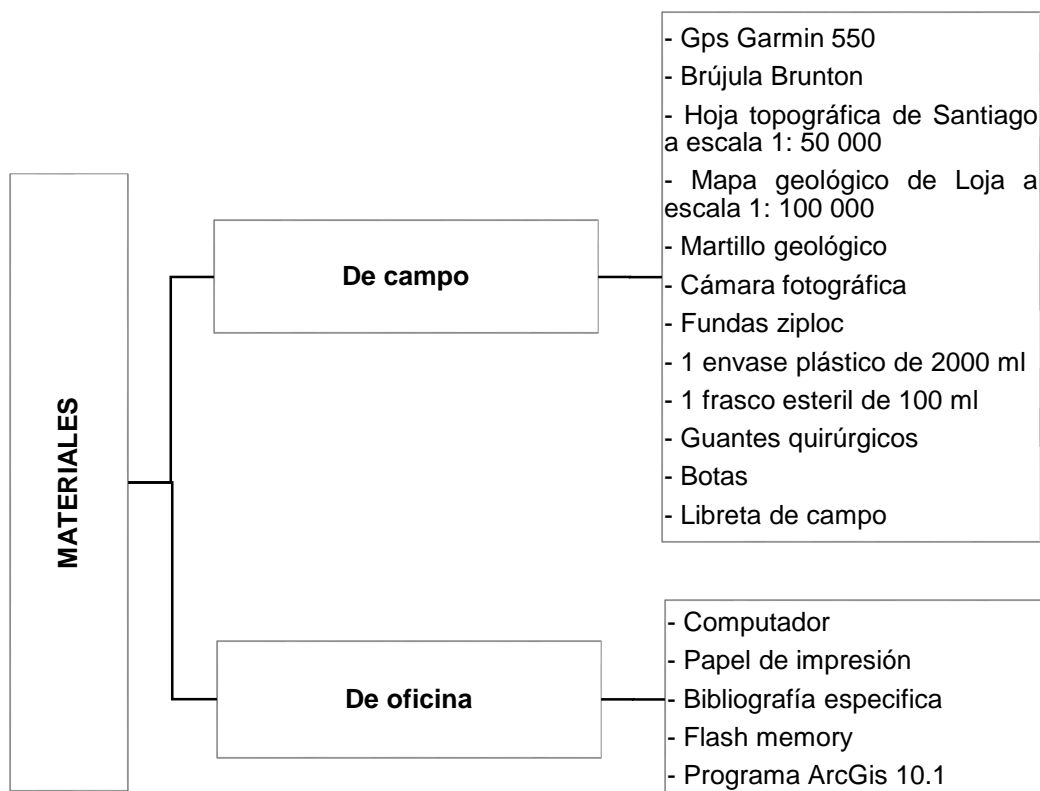 MATERIALES
De campo
- Gps Garmin 550
- Brújula Brunton
- Hoja topográfica de Santiago
a escala 1: 50 000
- Mapa geológico de Loja a
escala 1: 100 000
- Martillo geológico
- Cámara fotográfica
- Fundas ziploc
- 1 envase plástico de 2000 ml
- 1 frasco esteril de 100 ml
- Guantes quirúrgicos
- Botas
- Libreta de campo
De oficina
- Computador
- Papel de impresión
- Bibliografía especifica
- Flash memory
- Programa ArcGis 10.1